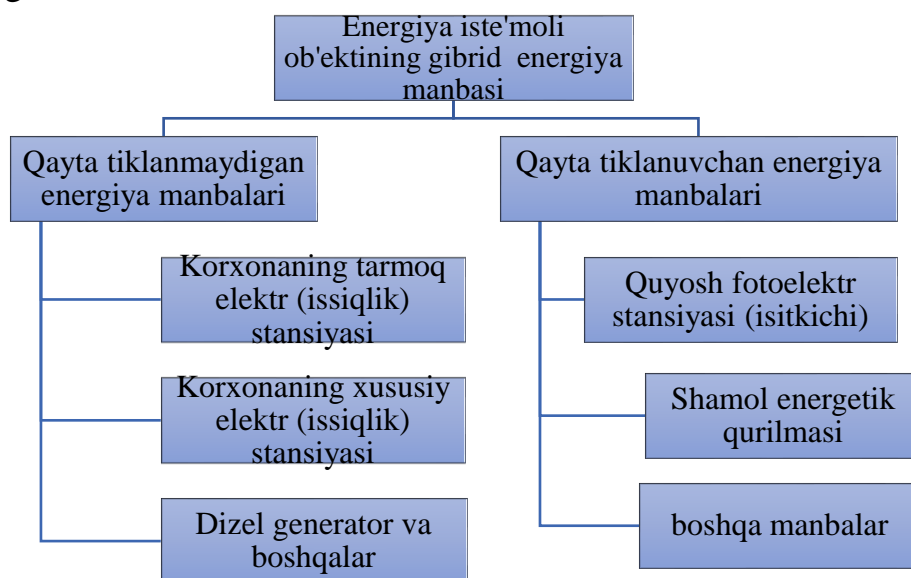 Energiya iste'moli
ob'ektining gibrid energiya
manbasi
Qayta tiklanmaydigan
energiya manbalari
Korxonaning tarmoq
elektr (issiqlik)
stansiyasi
Korxonaning xususiy
elektr (issiqlik)
stansiyasi
Dizel generator va
boshqalar
Qayta tiklanuvchan energiya
manbalari
Quyosh fotoelektr
stansiyasi (isitkichi)
Shamol energetik
qurilmasi
boshqa manbalar